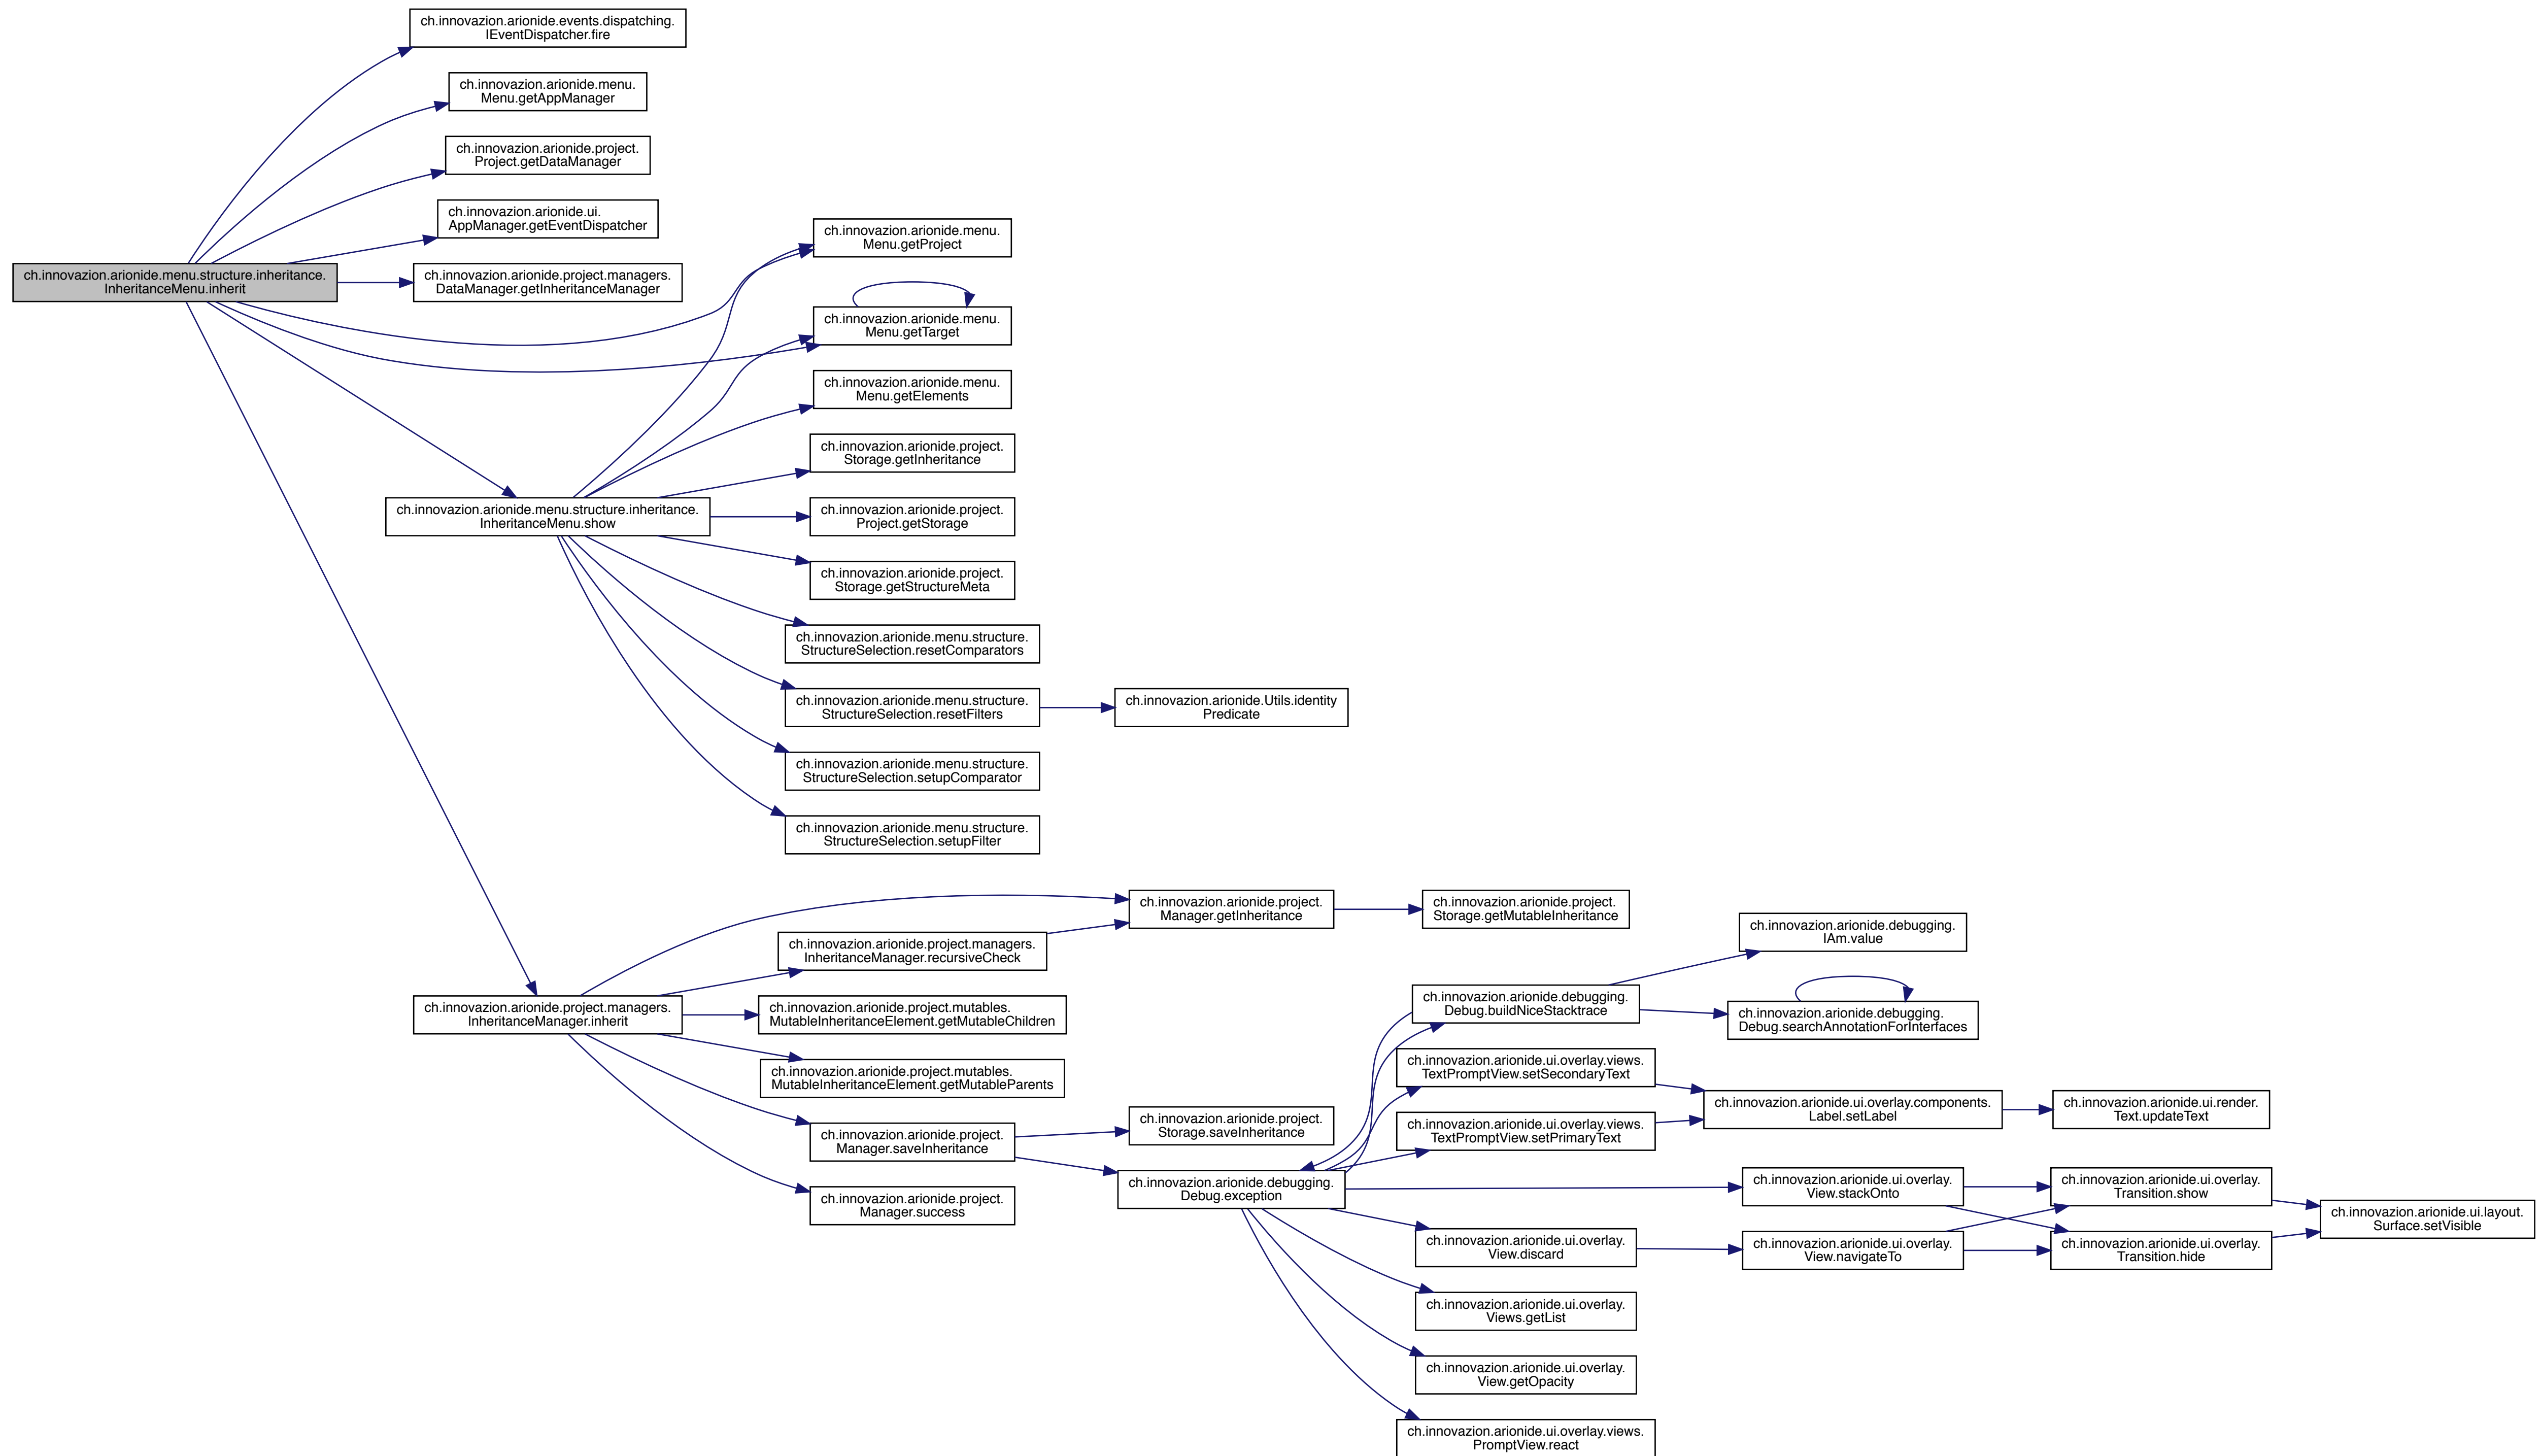 ch.innovazion.arionide.events.dispatching.
IEventDispatcher.fire
ch.innovazion.arionide.menu.
Menu.getAppManager
ch.innovazion.arionide.project.
Project.getDataManager
ch.innovazion.arionide.ui.
AppManager.getEventDispatcher
ch.innovazion.arionide.menu.structure.inheritance.
InheritanceMenu.inherit
ch.innovazion.arionide.project.managers.
DataManager.getInheritanceManager
ch.innovazion.arionide.menu.
Menu.getProject
ch.innovazion.arionide.menu.
Menu.getTarget
ch.innovazion.arionide.menu.
Menu.getElements
ch.innovazion.arionide.project.
Storage.getInheritance
ch.innovazion.arionide.menu.structure.inheritance.
InheritanceMenu.show
ch.innovazion.arionide.project.
Project.getStorage
ch.innovazion.arionide.project.
Storage.getStructureMeta
ch.innovazion.arionide.menu.structure.
StructureSelection.resetComparators
ch.innovazion.arionide.menu.structure.
StructureSelection.resetFilters
ch.innovazion.arionide.Utils.identity
Predicate
ch.innovazion.arionide.menu.structure.
StructureSelection.setupComparator
ch.innovazion.arionide.menu.structure.
StructureSelection.setupFilter
ch.innovazion.arionide.project.
Manager.getInheritance
ch.innovazion.arionide.project.
Storage.getMutableInheritance
ch.innovazion.arionide.project.managers.
InheritanceManager.recursiveCheck
ch.innovazion.arionide.project.managers.
InheritanceManager.inherit
ch.innovazion.arionide.project.mutables.
MutableInheritanceElement.getMutableChildren
ch.innovazion.arionide.project.mutables.
MutableInheritanceElement.getMutableParents
ch.innovazion.arionide.project.
Manager.saveInheritance
ch.innovazion.arionide.project.
Manager.success
ch.innovazion.arionide.project.
Storage.saveInheritance
ch.innovazion.arionide.debugging.
Debug.exception
ch.innovazion.arionide.debugging.
Debug.buildNiceStacktrace
ch.innovazion.arionide.debugging.
IAm.value
ch.innovazion.arionide.debugging.
Debug.searchAnnotationForInterfaces
ch.innovazion.arionide.ui.overlay.views.
TextPromptView.setSecondaryText
ch.innovazion.arionide.ui.overlay.views.
TextPromptView.setPrimaryText
ch.innovazion.arionide.ui.overlay.components.
Label.setLabel
ch.innovazion.arionide.ui.render.
Text.updateText
ch.innovazion.arionide.ui.overlay.
View.stackOnto
ch.innovazion.arionide.ui.overlay.
Transition.show
ch.innovazion.arionide.ui.layout.
Surface.setVisible
ch.innovazion.arionide.ui.overlay.
View.discard
ch.innovazion.arionide.ui.overlay.
View.navigateTo
ch.innovazion.arionide.ui.overlay.
Transition.hide
ch.innovazion.arionide.ui.overlay.
Views.getList
ch.innovazion.arionide.ui.overlay.
View.getOpacity
ch.innovazion.arionide.ui.overlay.views.
PromptView.react